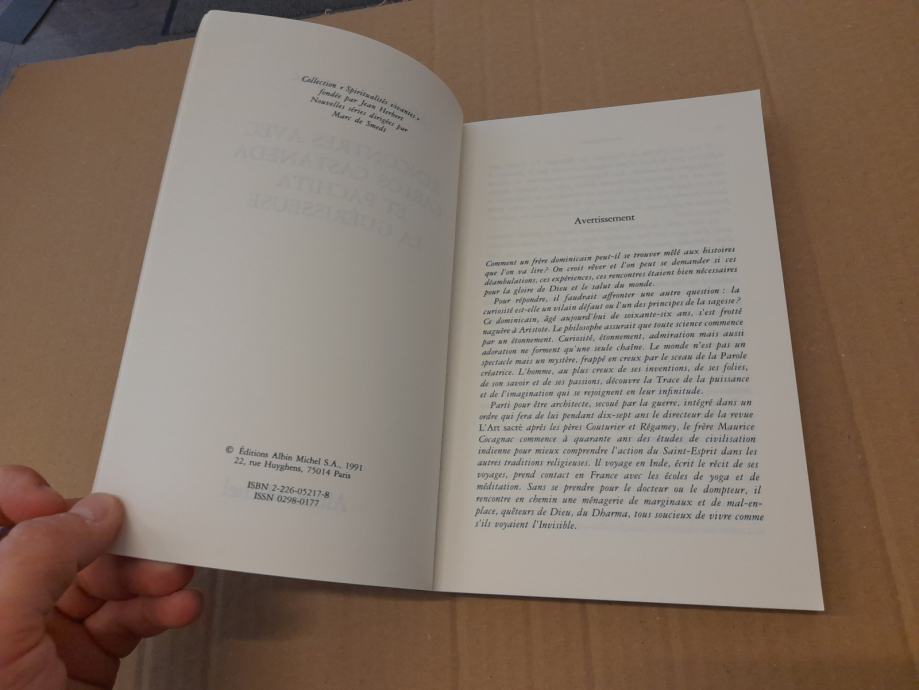 Collection « Spiritualités vivantes »
fondée par Jean Herbert
Nouvelles séries dirigées par
Marc de Smedt
© Éditions Albin Michel S.A., 1991
22, rue Huyghens, 75014 Paris
ISBN 2-226-05217-8
ISSN 0298-0177
Avertissement
Comment un frère dominicain peut-il se trouver mêlé aux histoires
que l'on va lire ? On croit rêver et l'on peut se demander si ces
déambulations, ces expériences, ces rencontres étaient bien nécessaires
pour la gloire de Dieu et le salut du monde.
Pour répondre, il faudrait affronter une autre question : la
curiosité est-elle un vilain défaut ou l'un des principes de la sagesse ?
Ce dominicain, âgé aujourd'hui de soixante-six ans, s'est frotté
naguère à Aristote. Le philosophe assurait que toute science commence
par un étonnement. Curiosité, étonnement, admiration mais aussi
adoration ne forment qu'une seule chaîne. Le monde n'est pas un
spectacle mais un mystère, frappé en creux par le sceau de la Parole
créatrice. L'homme, au plus creux de ses inventions, de ses folies,
de son savoir et de ses passions, découvre la Trace de la puissance
et de l'imagination qui se rejoignent en leur infinitude.
Parti pour être architecte, secoué par la guerre, intégré dans un
ordre qui fera de lui pendant dix-sept ans le directeur de la revue
L'Art sacré après les pères Couturier et Régamey, le frère Maurice
Cocagnac commence à quarante ans des études de civilisation
indienne pour mieux comprendre l'action du Saint-Esprit dans les
autres traditions religieuses. Il voyage en Inde, écrit le récit de ses
voyages, prend contact en France avec les écoles de yoga et de
méditation. Sans se prendre pour le docteur ou le dompteur, il
rencontre en chemin une ménagerie de marginaux et de mal-en-
place, quêteurs de Dieu, du Dharma, tous soucieux de vivre comme
s'ils voyaient l'Invisible.